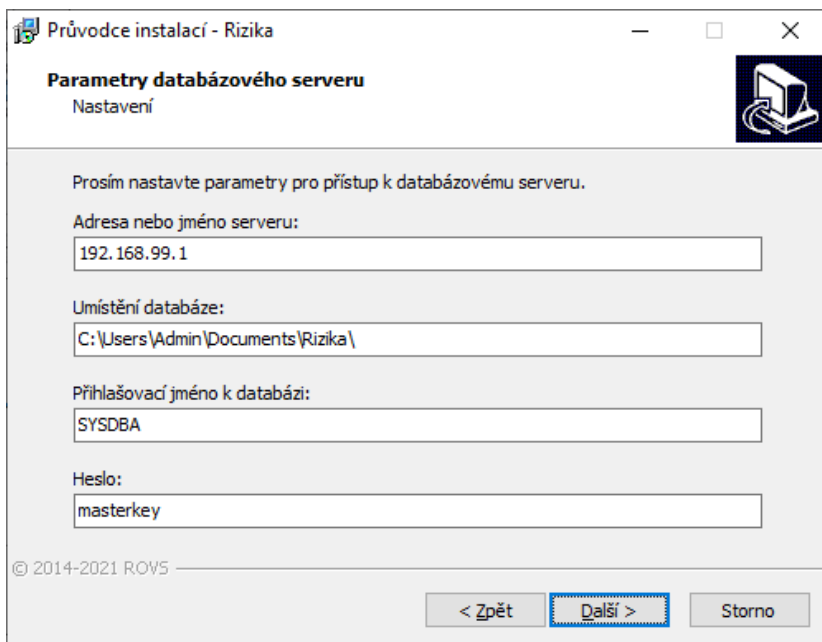 Průvodce instalací - Rizika
Parametry databázového serveru
Nastavení
Prosím nastavte parametry pro přístup k databázovému serveru.
Adresa nebo jméno serveru:
192.168.99.1
Umístění databáze:
C:\Users\Admin\Documents\Rizika\
Přihlašovací jméno k databázi:
SYSDBA
Heslo:
masterkey
© 2014-2021 ROVS
< Zpět
Další >
Storno